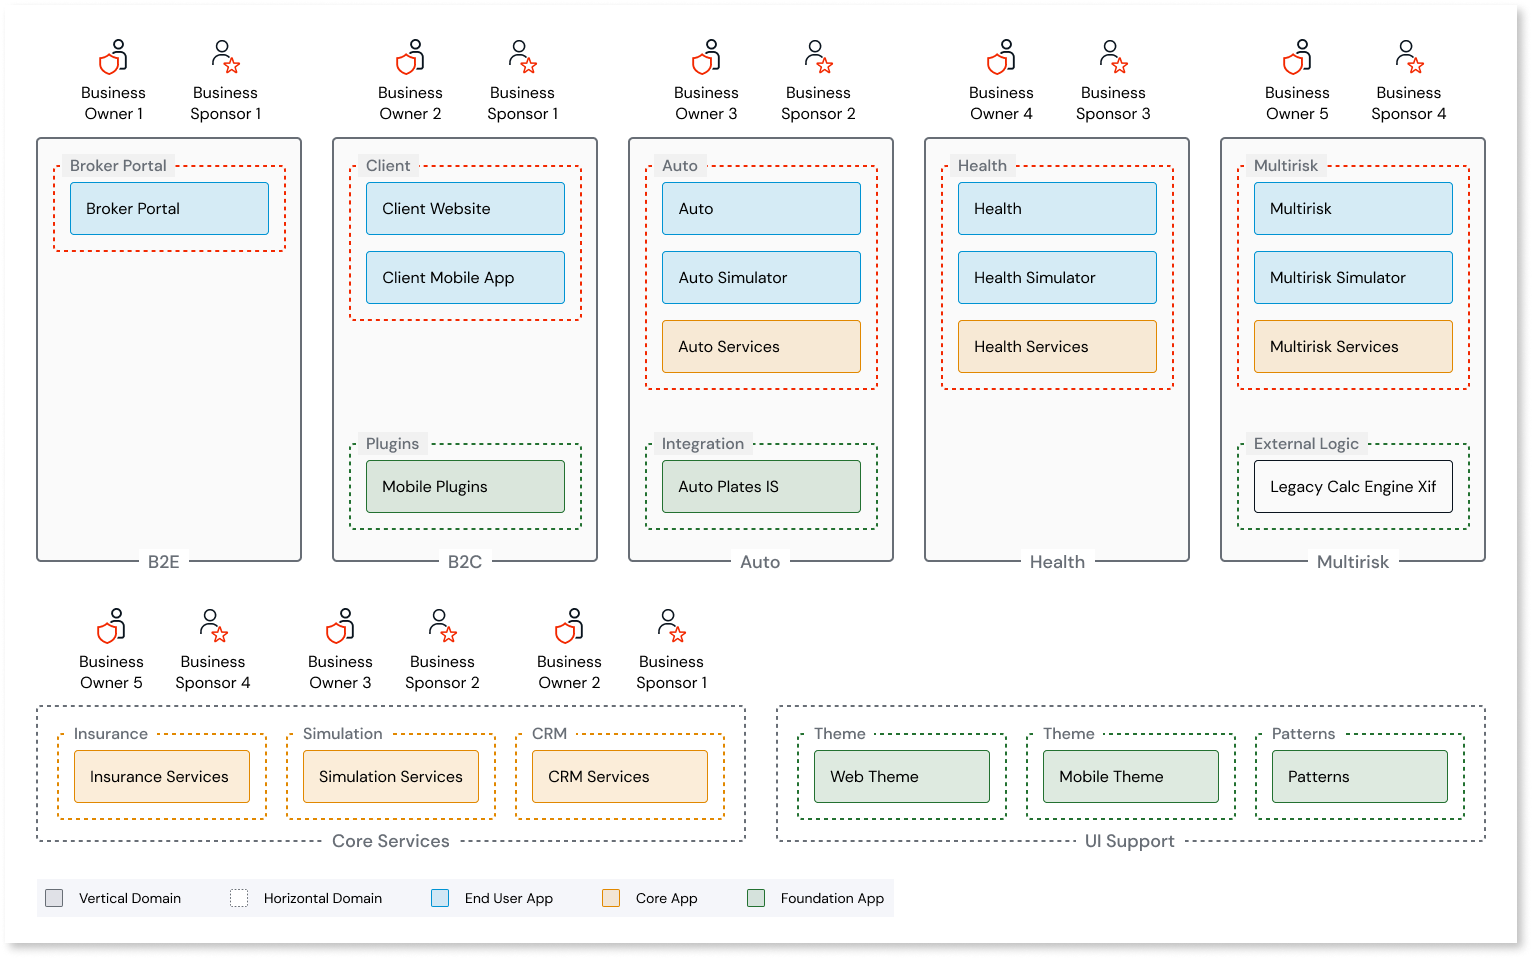 Business
Owner 1
Business
Sponsor 1
Business
Owner 2
Business
Sponsor 1
Business
Owner 3
Business
Sponsor 2
Business
Owner 4
Business
Sponsor 3
Business
Owner 5
Business
Sponsor 4
Broker Portal
Broker Portal
B2E
Client
Client Website
Client Mobile App
Plugins
Mobile Plugins
B2C
Auto
Auto
Auto Simulator
Auto Services
Integration
Auto Plates IS
Auto
Health
Health
Health Simulator
Health Services
Health
Multirisk
Multirisk
Multirisk Simulator
Multirisk Services
External Logic
Legacy Calc Engine Xif
Multirisk
Business
Owner 5
Business
Sponsor 4
Business
Owner 3
Business
Sponsor 2
Business
Owner 2
Business
Sponsor 1
Insurance
Insurance Services
Simulation
Simulation Services
CRM
CRM Services
Core Services
Theme
Web Theme
Theme
Mobile Theme
Patterns
Patterns
UI Support
Vertical Domain
Horizontal Domain
End User App
Core App
Foundation App